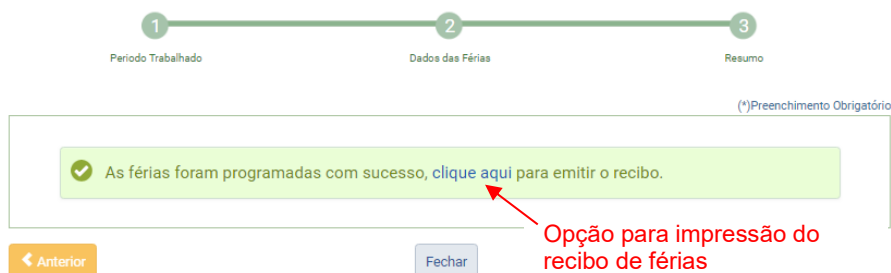 1 2 3
Periodo Trabalhado Dados das Férias Resumo
(*)Preenchimento Obrigatório
As férias foram programadas com sucesso, clique aqui para emitir o recibo.
Opção para impressão do
recibo de férias
Anterior Fechar